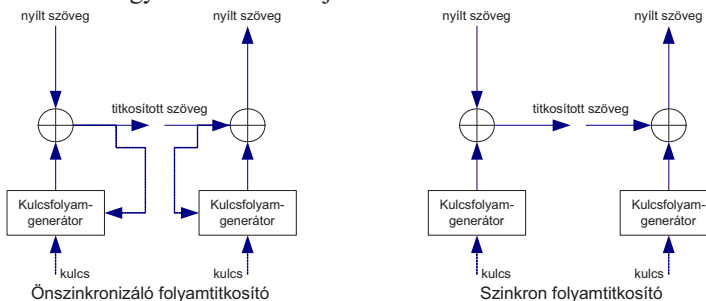 nyílt szöveg
nyílt szöveg
nyílt szöveg
nyílt szöveg
titkosított szöveg
titkosított szöveg
Kulcsfolyam-
generátor
Kulcsfolyam-
generátor
Kulcsfolyam-
generátor
Kulcsfolyam-
generátor
kulcs
kulcs
kulcs
kulcs
Önszinkronizáló folyamtitkosító
Szinkron folyamtitkosító